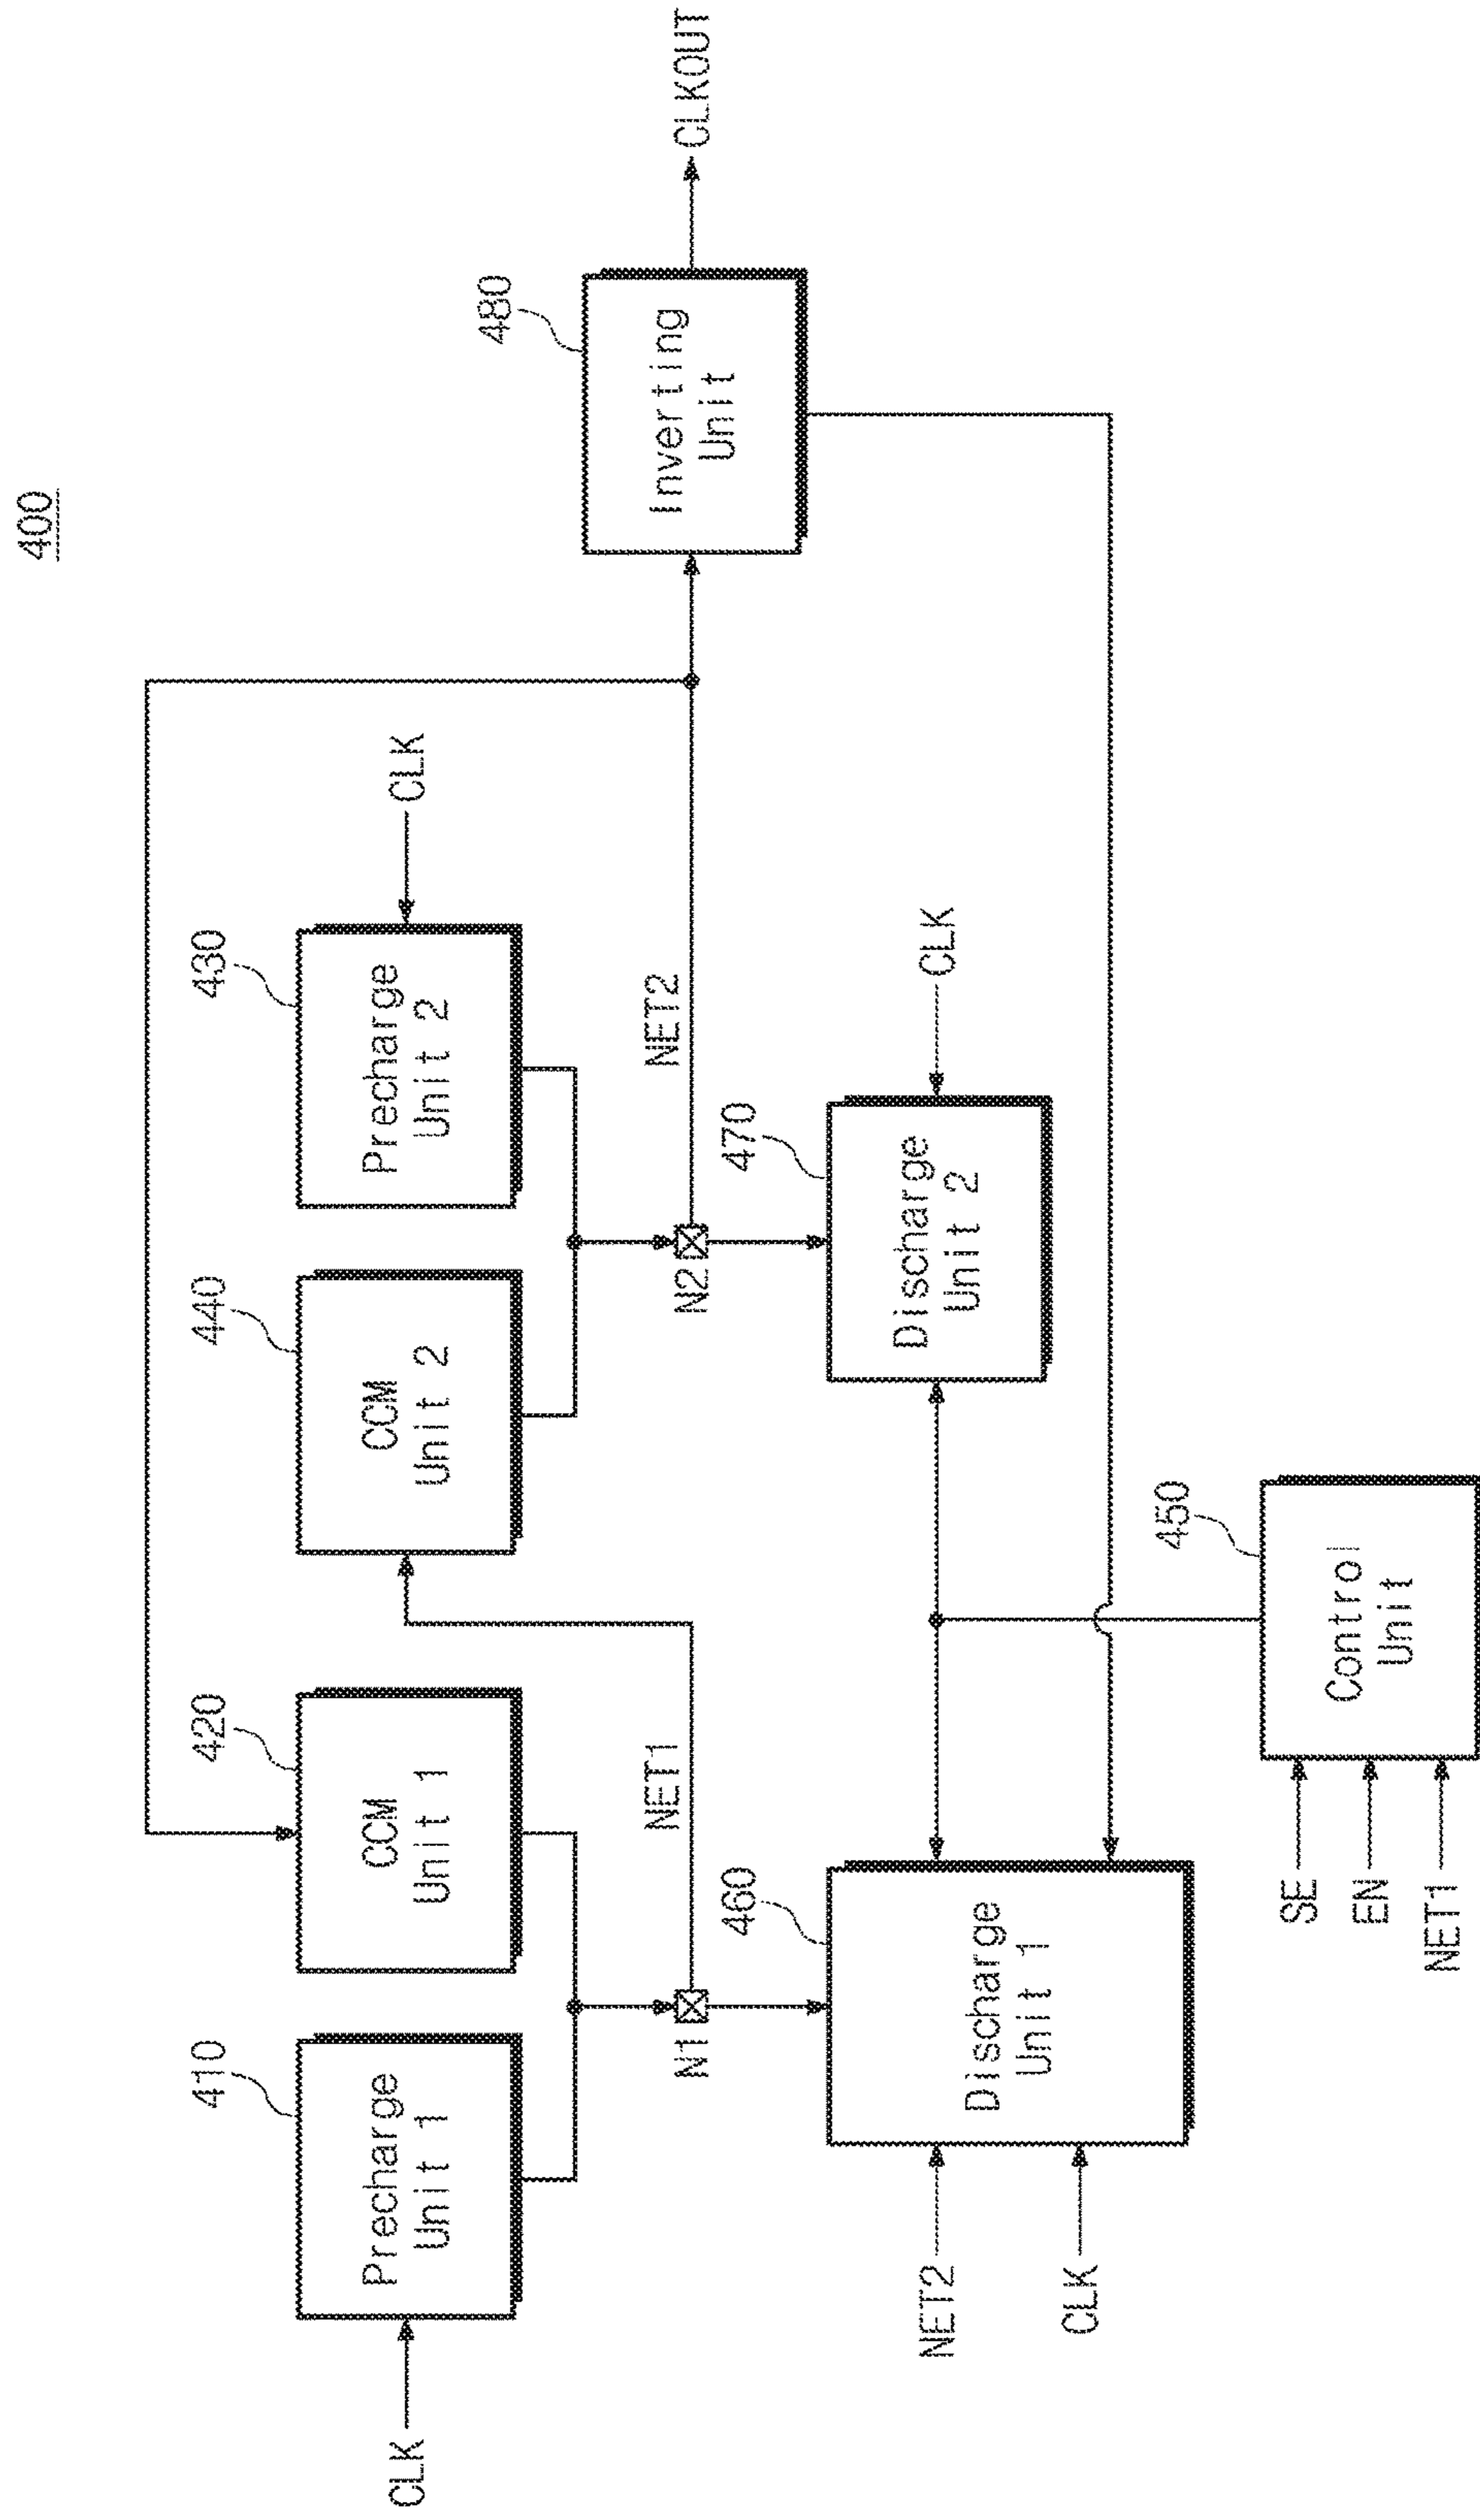 400
410
420
440
430
CLK
Precharge
Unit 1
CCM
Unit 1
CCM
Unit 2
Precharge
Unit 2
CLK
480
NET1
NET2
N1
N2
Inverting
Unit
CLKOUT
460
470
NET2
CLK
Discharge
Unit 1
Discharge
Unit 2
CLK
450
SE
EN
NET1
Control
Unit